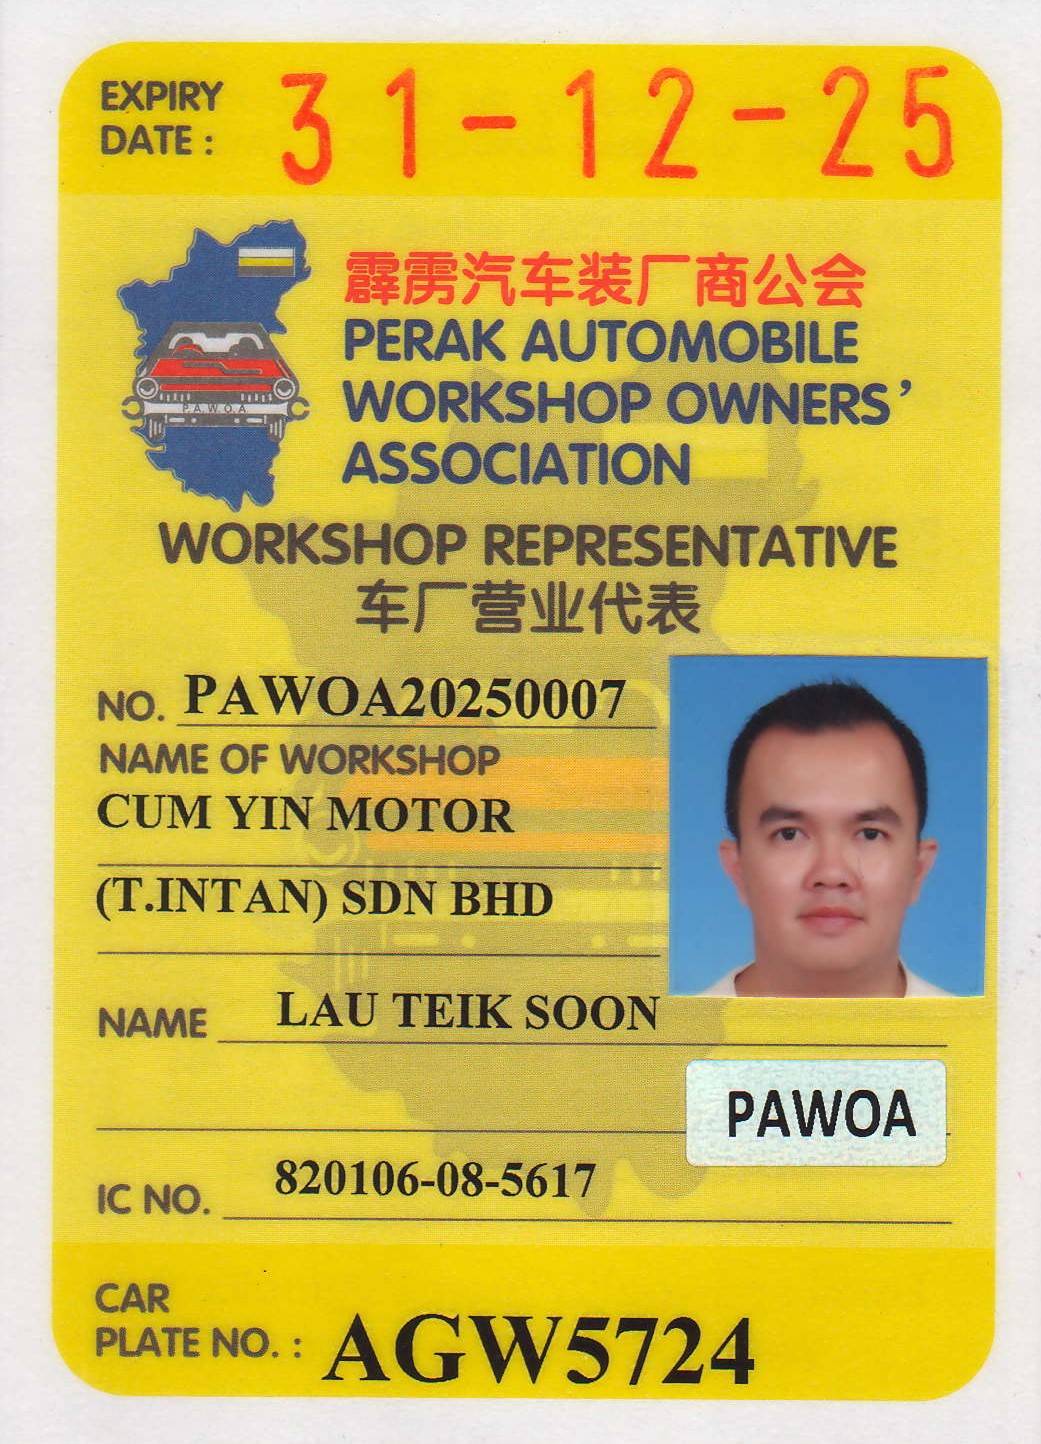 EXPIRY
DATE : 31-12-25
霹雳汽车装厂商公会
PERAK AUTOMOBILE
WORKSHOP OWNERS'
ASSOCIATION
P.A.W.O.A
WORKSHOP REPRESENTATIVE
车厂营业代表
NO. PAWOA20250007
NAME OF WORKSHOP
CUM YIN MOTOR
(T.INTAN) SDN BHD
NAME LAU TEIK SOON
PAWOA
IC NO. 820106-08-5617
CAR
PLATE NO. : AGW5724